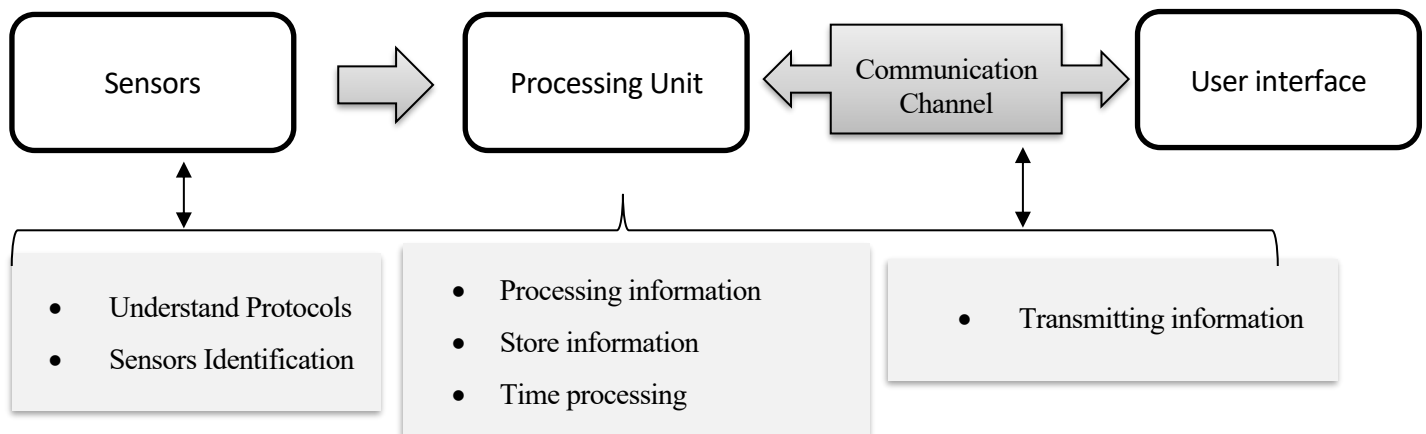 Sensors
Processing Unit
Communication
Channel
User interface
• Understand Protocols
• Sensors Identification
• Processing information
• Store information
• Time processing
• Transmitting information